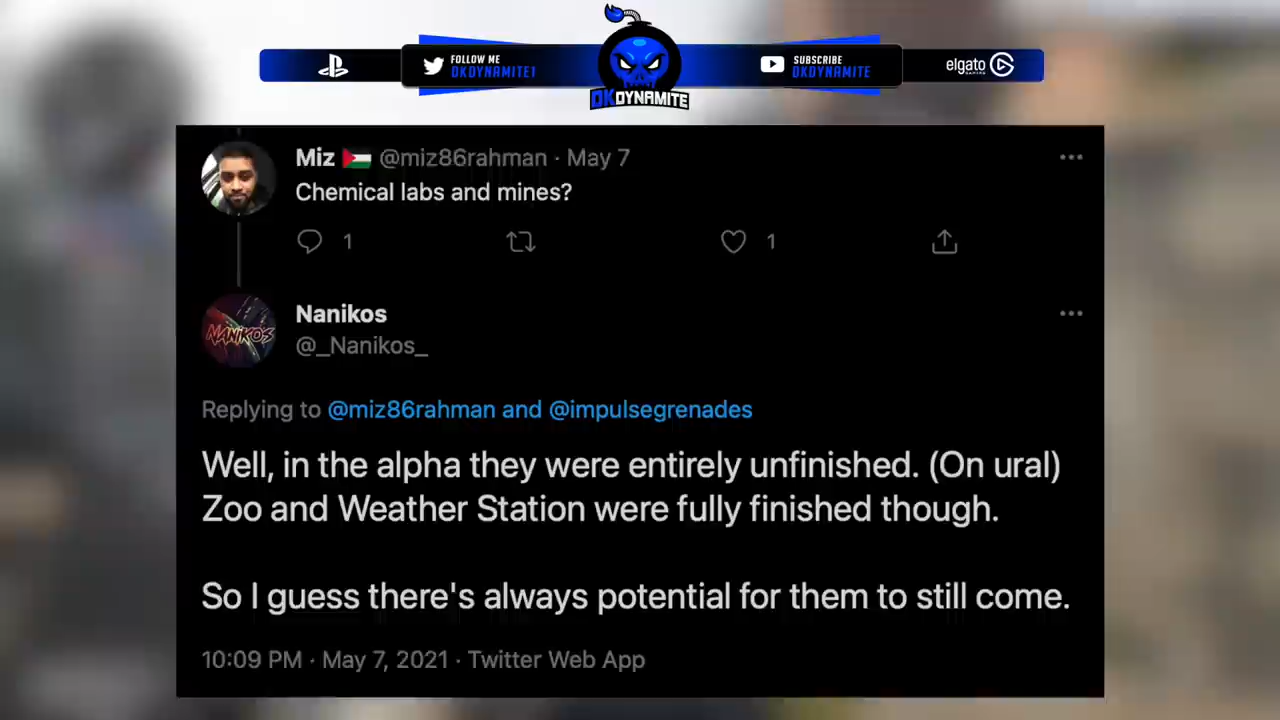 FOLLOW ME
DKDYNAMITE1
SUBSCRIBE
DKDYNAMITE
elgato
GAMING
DKDYNAMITE
Miz 🇵🇸 @miz86rahman · May 7
Chemical labs and mines?
1
1
NANIKOS
Nanikos
@_Nanikos_
Replying to @miz86rahman and @impulsegrenades
Well, in the alpha they were entirely unfinished. (On ural)
Zoo and Weather Station were fully finished though.
So I guess there's always potential for them to still come.
10:09 PM · May 7, 2021 · Twitter Web App